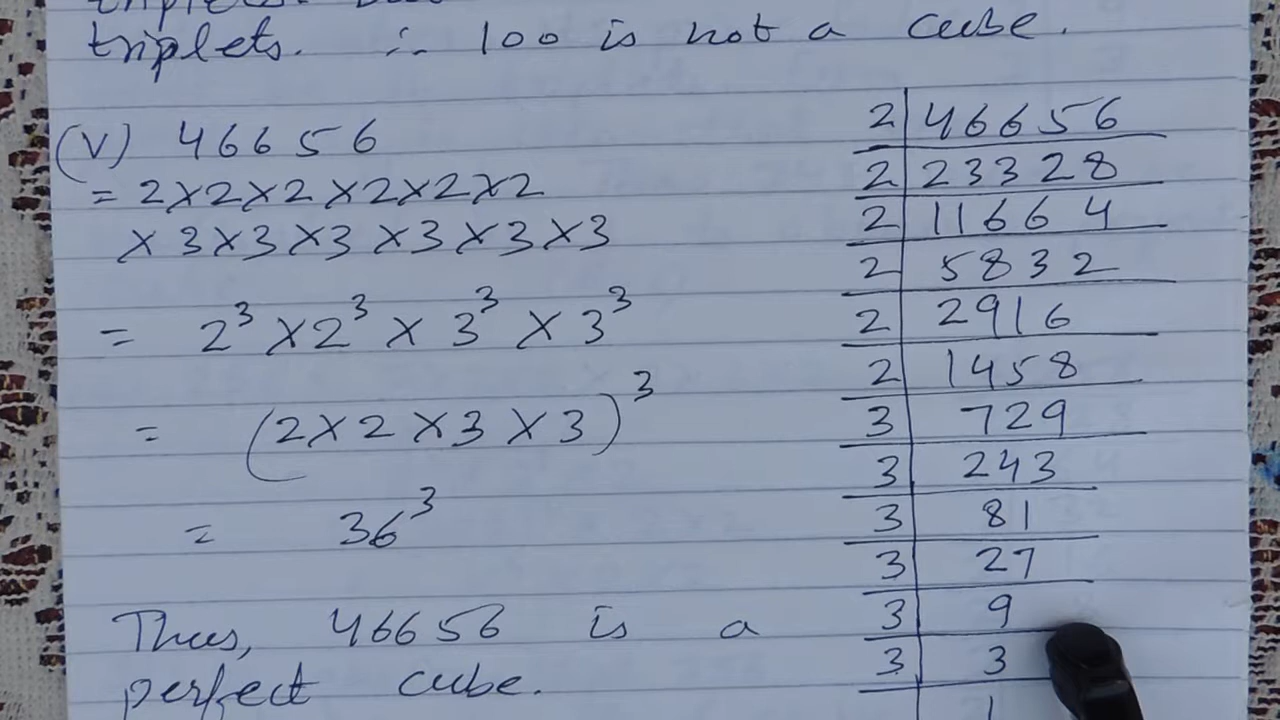 triplets.
triplets. ∴ 100 is not a cube.
(V) 46656
= 2×2×2×2×2×2
×3×3×3×3×3×3
= 2³ × 2³ × 3³ × 3³
= (2×2×3×3)³
= 36³
Thus, 46656 is a
perfect cube.
2 | 46656
2 | 23328
2 | 11664
2 | 5832
2 | 2916
2 | 1458
3 | 729
3 | 243
3 | 81
3 | 27
3 | 9
3 | 3
| 1